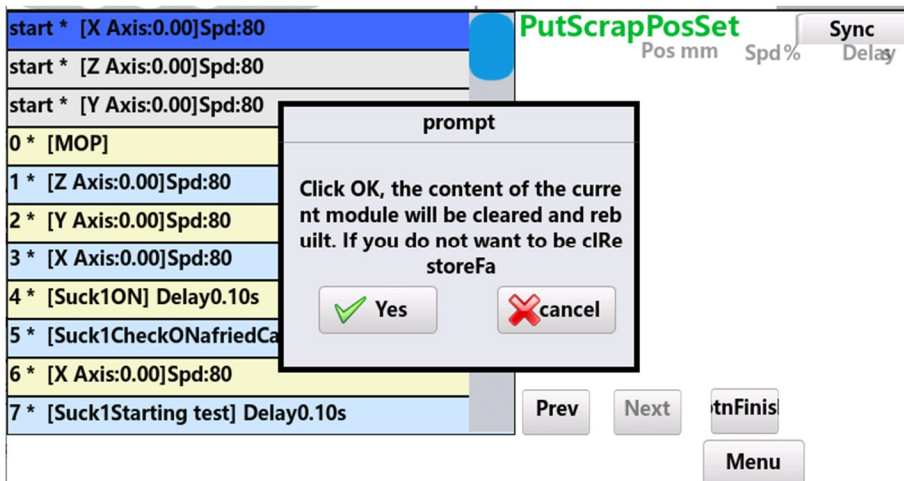 start * [X Axis:0.00]Spd:80
start * [Z Axis:0.00]Spd:80
start * [Y Axis:0.00]Spd:80
0 * [MOP]
1 * [Z Axis:0.00]Spd:80
2 * [Y Axis:0.00]Spd:80
3 * [X Axis:0.00]Spd:80
4 * [Suck1ON] Delay0.10s
5 * [Suck1CheckONafriedCa
6 * [X Axis:0.00]Spd:80
7 * [Suck1Starting test] Delay0.10s
PutScrapPosSet
Sync
Pos mm Spd% Delay s
prompt
Click OK, the content of the curre
nt module will be cleared and reb
uilt. If you do not want to be clRe
storeFa
Yes cancel
Prev Next tnFinis
Menu